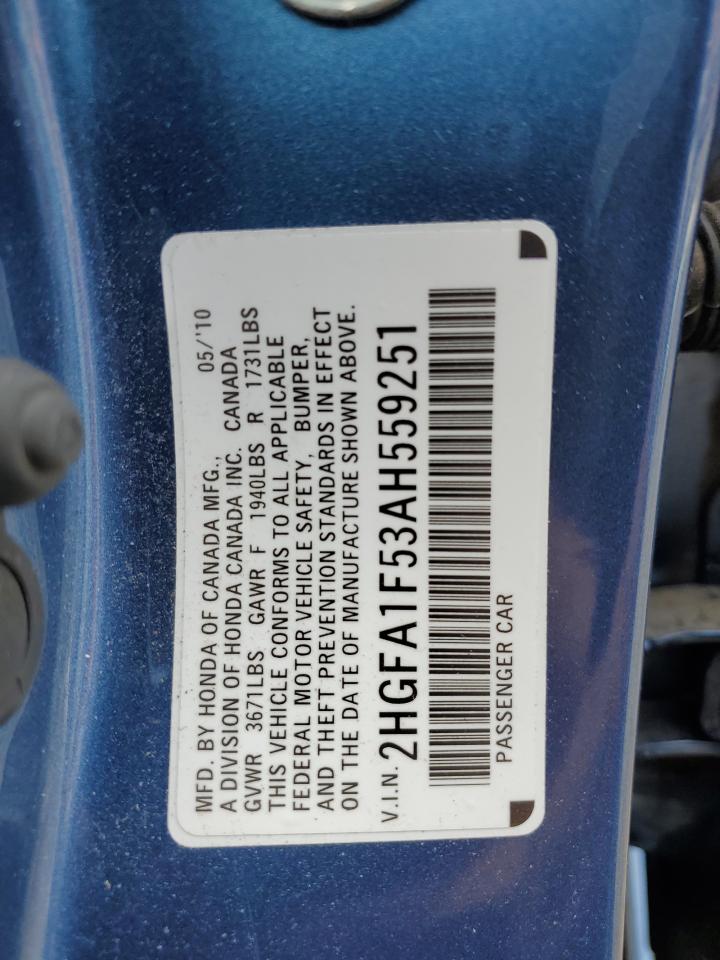 MFD. BY HONDA OF CANADA MFG., 05/'10
A DIVISION OF HONDA CANADA INC. CANADA
GVWR 3671LBS GAWR F 1940LBS R 1731LBS
THIS VEHICLE CONFORMS TO ALL APPLICABLE
FEDERAL MOTOR VEHICLE SAFETY, BUMPER,
AND THEFT PREVENTION STANDARDS IN EFFECT
ON THE DATE OF MANUFACTURE SHOWN ABOVE.
V.I.N. 2HGFA1F53AH559251
PASSENGER CAR